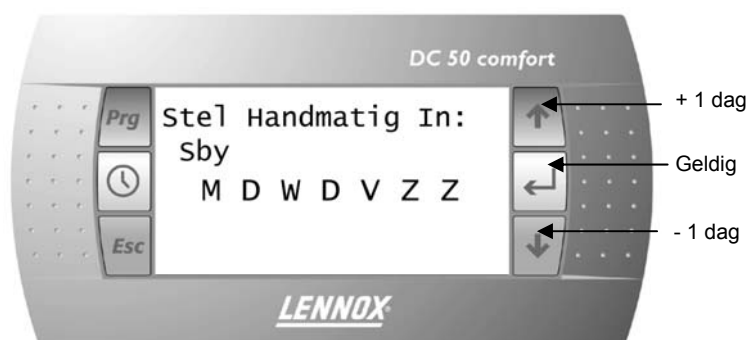 DC 50 comfort
Prg
Stel Handmatig In:
Sby
M D W D V Z Z
Esc
+ 1 dag
Geldig
- 1 dag
LENNOX